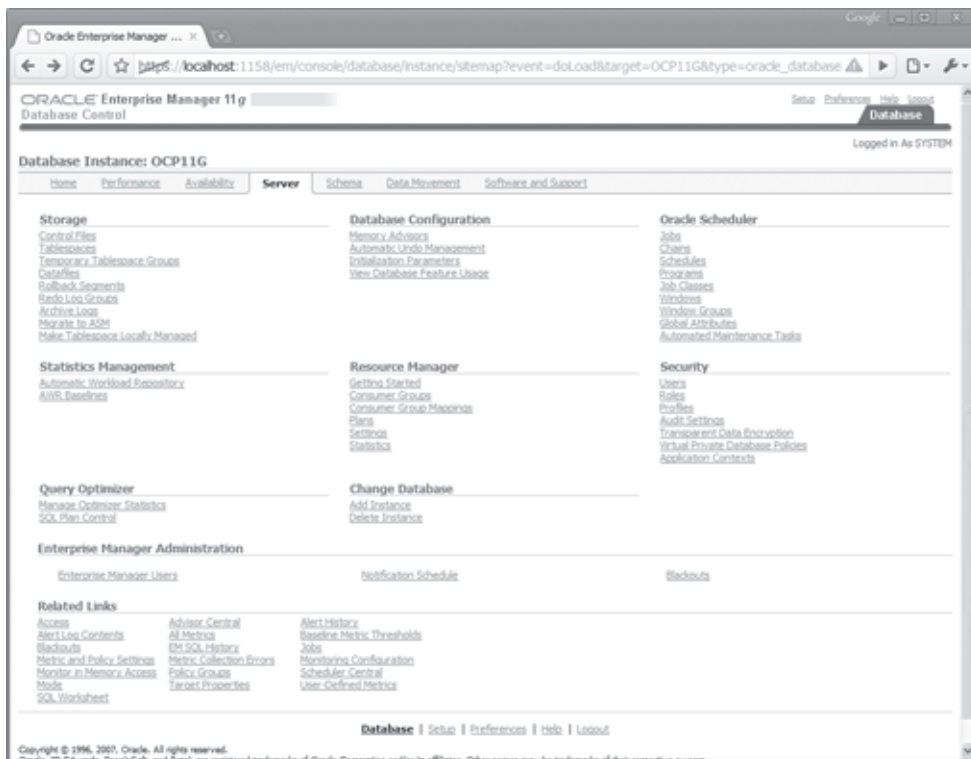 Google
Oracle Enterprise Manager ...
https://localhost:1158/em/console/database/instance/sitemap?event=doLoad&target=OCP11G&type=oracle_database
ORACLE Enterprise Manager 11g
Database Control
Setup Preferences Help Logout
Database
Logged in As SYSTEM
Database Instance: OCP11G
Home Performance Availability Server Schema Data Movement Software and Support
Storage
Control Files
Tablespaces
Temporary Tablespace Groups
Datafiles
Rollback Segments
Redo Log Groups
Archive Logs
Migrate to ASM
Make Tablespace Locally Managed
Database Configuration
Memory Advisors
Automatic Undo Management
Initialization Parameters
View Database Feature Usage
Oracle Scheduler
Jobs
Chains
Schedules
Programs
Job Classes
Windows
Window Groups
Global Attributes
Automated Maintenance Tasks
Statistics Management
Automatic Workload Repository
AWR Baselines
Resource Manager
Getting Started
Consumer Groups
Consumer Group Mappings
Plans
Settings
Statistics
Security
Users
Roles
Profiles
Audit Settings
Transparent Data Encryption
Virtual Private Database Policies
Application Contexts
Query Optimizer
Manage Optimizer Statistics
SQL Plan Control
Change Database
Add Instance
Delete Instance
Enterprise Manager Administration
Enterprise Manager Users Notification Schedule Blackouts
Related Links
Access
Alert Log Contents
Blackouts
Metric and Policy Settings
Monitor in Memory Access
Mode
SQL Worksheet
Advisor Central
All Metrics
EM SQL History
Metric Collection Errors
Policy Groups
Target Properties
Alert History
Baseline Metric Thresholds
Jobs
Monitoring Configuration
Scheduler Central
User-Defined Metrics
Database | Setup | Preferences | Help | Logout
Copyright © 1996, 2007, Oracle. All rights reserved.